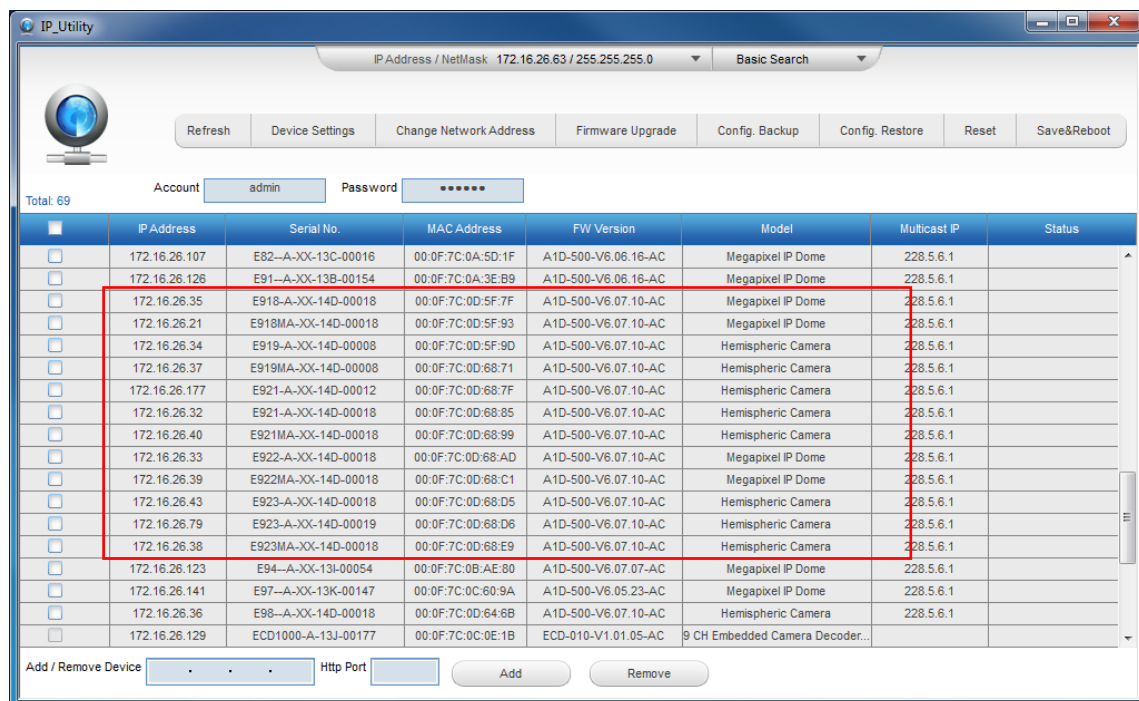 IP_Utility
IP Address / NetMask 172.16.26.63 / 255.255.255.0 Basic Search
Refresh Device Settings Change Network Address Firmware Upgrade Config. Backup Config. Restore Reset Save&Reboot
Account admin Password ●●●●●●
Total: 69
IP Address Serial No. MAC Address FW Version Model Multicast IP Status
172.16.26.107 E82--A-XX-13C-00016 00:0F:7C:0A:5D:1F A1D-500-V6.06.16-AC Megapixel IP Dome 228.5.6.1
172.16.26.126 E91--A-XX-13B-00154 00:0F:7C:0A:3E:B9 A1D-500-V6.06.16-AC Megapixel IP Dome 228.5.6.1
172.16.26.35 E918-A-XX-14D-00018 00:0F:7C:0D:5F:7F A1D-500-V6.07.10-AC Megapixel IP Dome 228.5.6.1
172.16.26.21 E918MA-XX-14D-00018 00:0F:7C:0D:5F:93 A1D-500-V6.07.10-AC Megapixel IP Dome 228.5.6.1
172.16.26.34 E919-A-XX-14D-00008 00:0F:7C:0D:5F:9D A1D-500-V6.07.10-AC Hemispheric Camera 228.5.6.1
172.16.26.37 E919MA-XX-14D-00008 00:0F:7C:0D:68:71 A1D-500-V6.07.10-AC Hemispheric Camera 228.5.6.1
172.16.26.177 E921-A-XX-14D-00012 00:0F:7C:0D:68:7F A1D-500-V6.07.10-AC Hemispheric Camera 228.5.6.1
172.16.26.32 E921-A-XX-14D-00018 00:0F:7C:0D:68:85 A1D-500-V6.07.10-AC Hemispheric Camera 228.5.6.1
172.16.26.40 E921MA-XX-14D-00018 00:0F:7C:0D:68:99 A1D-500-V6.07.10-AC Hemispheric Camera 228.5.6.1
172.16.26.33 E922-A-XX-14D-00018 00:0F:7C:0D:68:AD A1D-500-V6.07.10-AC Megapixel IP Dome 228.5.6.1
172.16.26.39 E922MA-XX-14D-00018 00:0F:7C:0D:68:C1 A1D-500-V6.07.10-AC Megapixel IP Dome 228.5.6.1
172.16.26.43 E923-A-XX-14D-00018 00:0F:7C:0D:68:D5 A1D-500-V6.07.10-AC Hemispheric Camera 228.5.6.1
172.16.26.79 E923-A-XX-14D-00019 00:0F:7C:0D:68:D6 A1D-500-V6.07.10-AC Hemispheric Camera 228.5.6.1
172.16.26.38 E923MA-XX-14D-00018 00:0F:7C:0D:68:E9 A1D-500-V6.07.10-AC Hemispheric Camera 228.5.6.1
172.16.26.123 E94--A-XX-13I-00054 00:0F:7C:0B:AE:80 A1D-500-V6.07.07-AC Megapixel IP Dome 228.5.6.1
172.16.26.141 E97--A-XX-13K-00147 00:0F:7C:0C:60:9A A1D-500-V6.05.23-AC Megapixel IP Dome 228.5.6.1
172.16.26.36 E98--A-XX-14D-00018 00:0F:7C:0D:64:6B A1D-500-V6.07.10-AC Hemispheric Camera 228.5.6.1
172.16.26.129 ECD1000-A-13J-00177 00:0F:7C:0C:0E:1B ECD-010-V1.01.05-AC 9 CH Embedded Camera Decoder...
Add / Remove Device . . . Http Port Add Remove